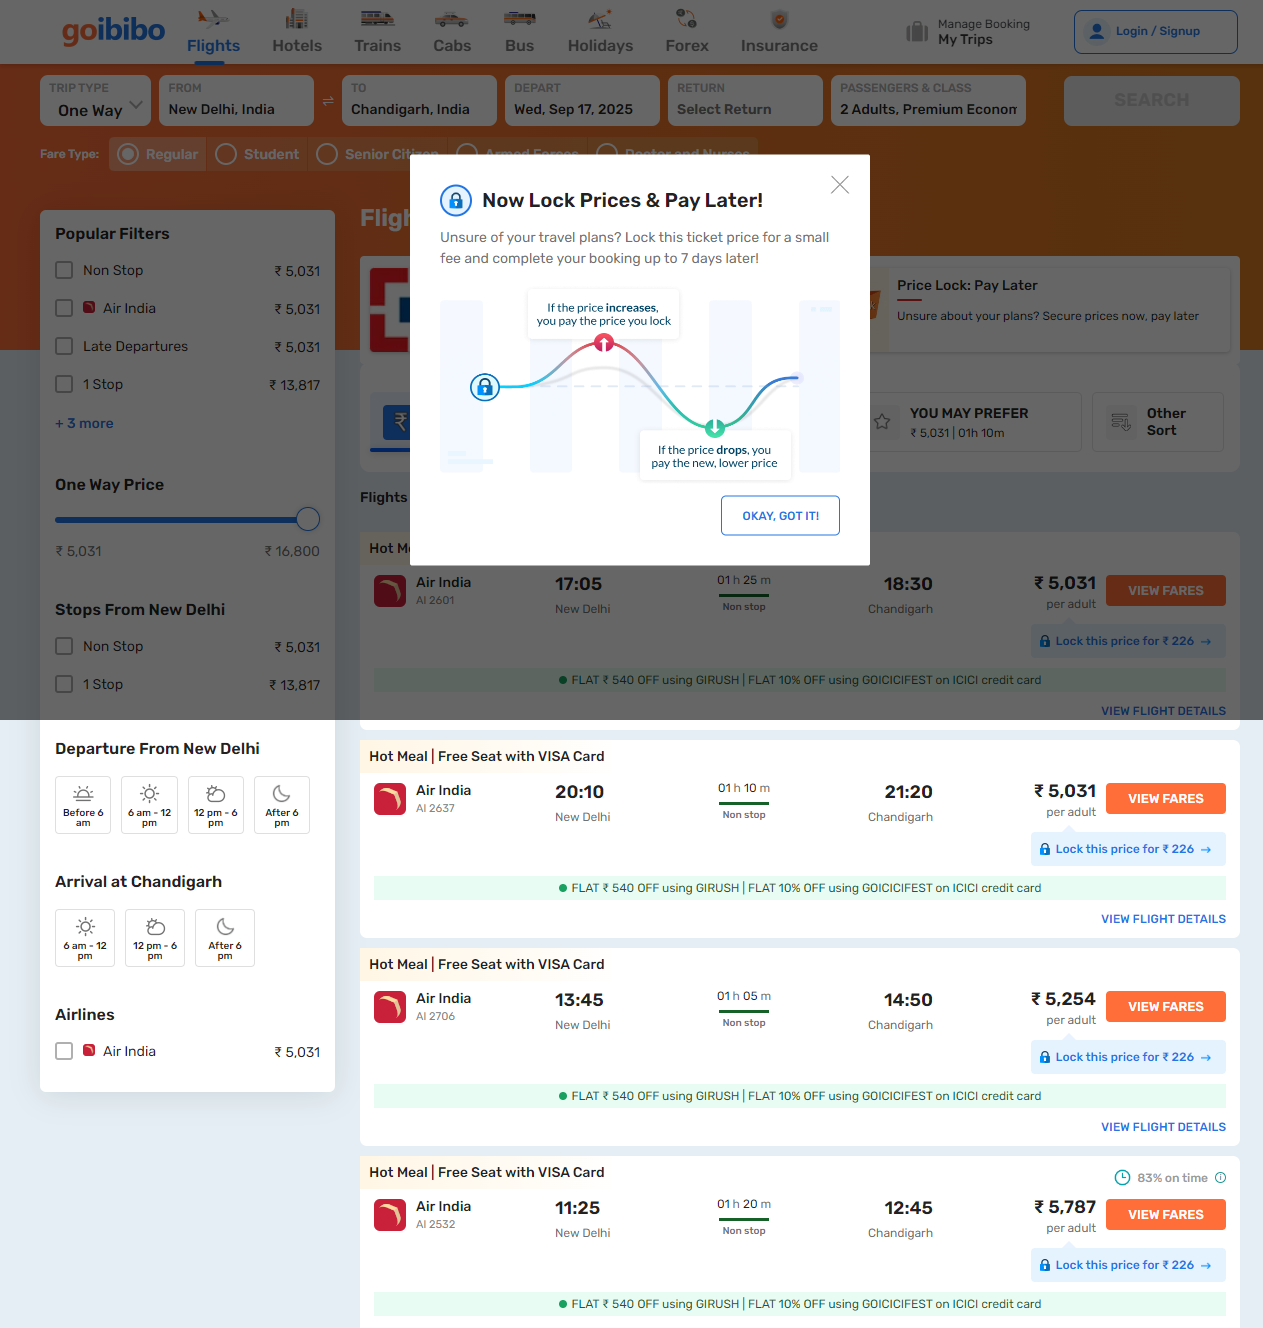 goibibo
Flights
Hotels
Trains
Cabs
Bus
Holidays
Forex
Insurance
Manage Booking
My Trips
Login / Signup
TRIP TYPE
One Way
FROM
New Delhi, India
TO
Chandigarh, India
DEPART
Wed, Sep 17, 2025
RETURN
Select Return
PASSENGERS & CLASS
2 Adults, Premium Econom
SEARCH
Fare Type:
Regular
Student
Senior Citizen
Armed Forces
Doctor and Nurses
Now Lock Prices & Pay Later!
Unsure of your travel plans? Lock this ticket price for a small
fee and complete your booking up to 7 days later!
If the price increases,
you pay the price you lock
If the price drops, you
pay the new, lower price
OKAY, GOT IT!
Popular Filters
Non Stop ₹ 5,031
Air India ₹ 5,031
Late Departures ₹ 5,031
1 Stop ₹ 13,817
+ 3 more
One Way Price
₹ 5,031 ₹ 16,800
Stops From New Delhi
Non Stop ₹ 5,031
1 Stop ₹ 13,817
Departure From New Delhi
Before 6
am
6 am - 12
pm
12 pm - 6
pm
After 6
pm
Arrival at Chandigarh
6 am - 12
pm
12 pm - 6
pm
After 6
pm
Airlines
Air India ₹ 5,031
Price Lock: Pay Later
Unsure about your plans? Secure prices now, pay later
₹
YOU MAY PREFER
₹ 5,031 | 01h 10m
Other
Sort
Flights
Air India
AI 2601
17:05
New Delhi
01 h 25 m
Non stop
18:30
Chandigarh
₹ 5,031
per adult
VIEW FARES
Lock this price for ₹ 226 →
FLAT ₹ 540 OFF using GIRUSH | FLAT 10% OFF using GOICICIFEST on ICICI credit card
VIEW FLIGHT DETAILS
Hot Meal | Free Seat with VISA Card
Air India
AI 2637
20:10
New Delhi
01 h 10 m
Non stop
21:20
Chandigarh
₹ 5,031
per adult
VIEW FARES
Lock this price for ₹ 226 →
FLAT ₹ 540 OFF using GIRUSH | FLAT 10% OFF using GOICICIFEST on ICICI credit card
VIEW FLIGHT DETAILS
Hot Meal | Free Seat with VISA Card
Air India
AI 2706
13:45
New Delhi
01 h 05 m
Non stop
14:50
Chandigarh
₹ 5,254
per adult
VIEW FARES
Lock this price for ₹ 226 →
FLAT ₹ 540 OFF using GIRUSH | FLAT 10% OFF using GOICICIFEST on ICICI credit card
VIEW FLIGHT DETAILS
Hot Meal | Free Seat with VISA Card
83% on time
Air India
AI 2532
11:25
New Delhi
01 h 20 m
Non stop
12:45
Chandigarh
₹ 5,787
per adult
VIEW FARES
Lock this price for ₹ 226 →
FLAT ₹ 540 OFF using GIRUSH | FLAT 10% OFF using GOICICIFEST on ICICI credit card